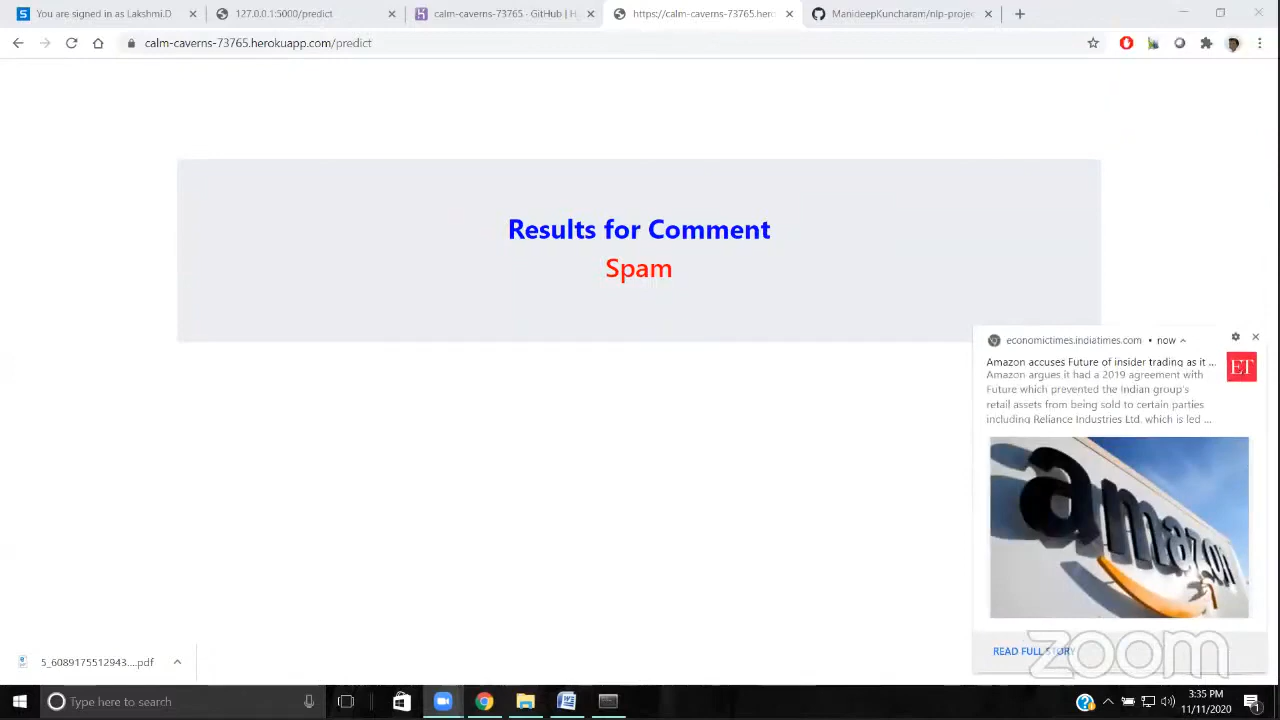 You are signed in as Lakshmi.D
127.0.0.1:5000/predict
calm-caverns-73765 - GitHub | H
https://calm-caverns-73765.hero
ManideepKuncharam/nlp-proje
calm-caverns-73765.herokuapp.com/predict
Results for Comment
Spam
economictimes.indiatimes.com • now
Amazon accuses Future of insider trading as it ...
ET
Amazon argues it had a 2019 agreement with
Future which prevented the Indian group's
retail assets from being sold to certain parties
including Reliance Industries Ltd, which is led ...
amazon
READ FULL STORY
zoom
5_6089175512943....pdf
Type here to search
3:35 PM
11/11/2020